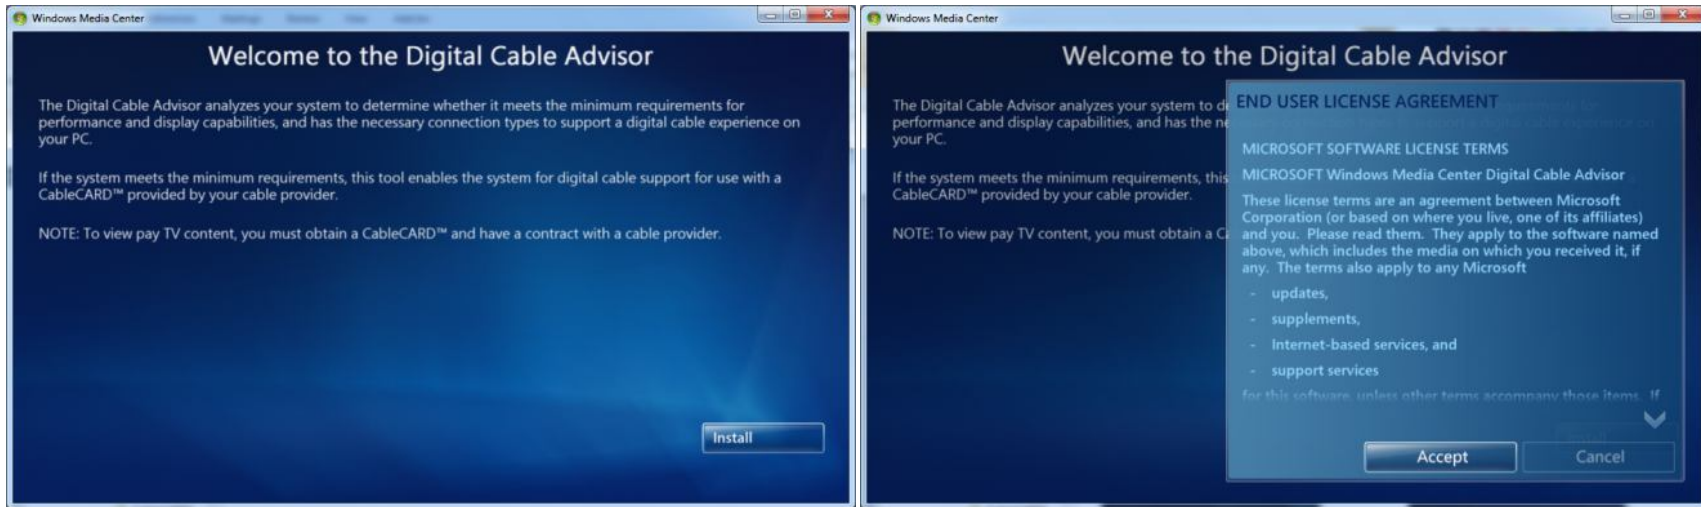 Windows Media Center
Welcome to the Digital Cable Advisor
The Digital Cable Advisor analyzes your system to determine whether it meets the minimum requirements for
performance and display capabilities, and has the necessary connection types to support a digital cable experience on
your PC.
If the system meets the minimum requirements, this tool enables the system for digital cable support for use with a
CableCARD™ provided by your cable provider.
NOTE: To view pay TV content, you must obtain a CableCARD™ and have a contract with a cable provider.
Install
Windows Media Center
Welcome to the Digital Cable Advisor
The Digital Cable Advisor analyzes your system to d
performance and display capabilities, and has the ne
your PC.
If the system meets the minimum requirements, this
CableCARD™ provided by your cable provider.
NOTE: To view pay TV content, you must obtain a C
END USER LICENSE AGREEMENT
MICROSOFT SOFTWARE LICENSE TERMS
MICROSOFT Windows Media Center Digital Cable Advisor
These license terms are an agreement between Microsoft
Corporation (or based on where you live, one of its affiliates)
and you. Please read them. They apply to the software named
above, which includes the media on which you received it, if
any. The terms also apply to any Microsoft
- updates,
- supplements,
- Internet-based services, and
- support services
for this software, unless other terms accompany those items. If
Accept
Cancel